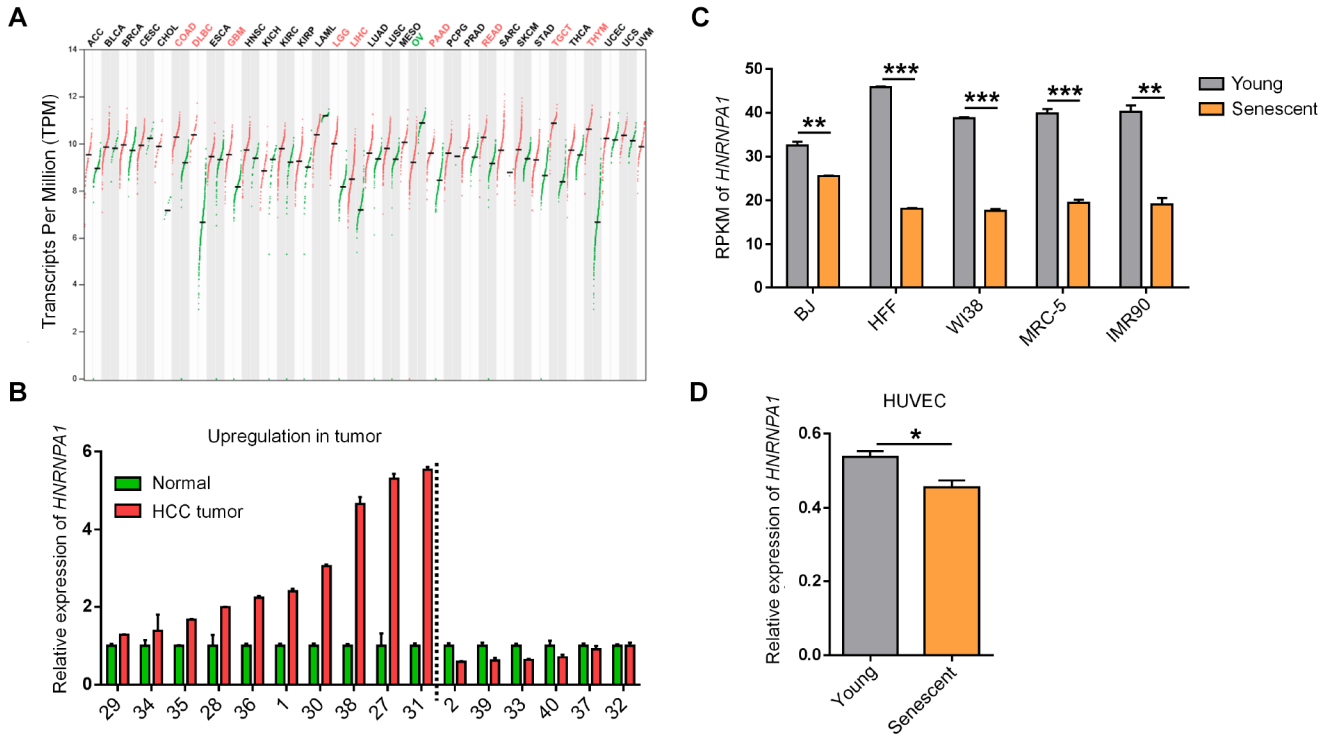 A
ACC BLCA BRCA CESC CHOL COAD DLBC ESCA GBM HNSC KICH KIRC KIRP LAML LGG LIHC LUAD LUSC MESO OV PAAD PCPG PRAD READ SARC SKCM STAD TGCT THCA THYM UCEC UCS UVM
Transcripts Per Million (TPM)
14
12
10
8
6
4
2
0
B
Upregulation in tumor
Relative expression of HNRNPA1
6
4
2
0
Normal
HCC tumor
29 34 35 28 36 1 30 38 27 31 2 39 33 40 37 32
C
RPKM of HNRNPA1
50
40
30
20
10
0
** *** *** *** **
Young
Senescent
BJ HFF WI38 MRC-5 IMR90
D
HUVEC
Relative expression of HNRNPA1
0.6
0.4
0.2
0.0
*
Young Senescent